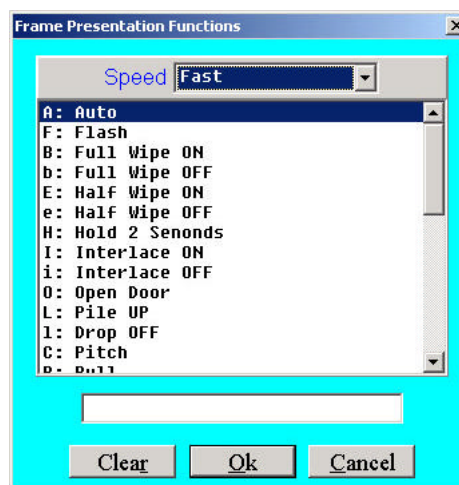 Frame Presentation Functions
Speed Fast
A: Auto
F: Flash
B: Full Wipe ON
b: Full Wipe OFF
E: Half Wipe ON
e: Half Wipe OFF
H: Hold 2 Senonds
I: Interlace ON
i: Interlace OFF
O: Open Door
L: Pile UP
l: Drop OFF
C: Pitch
Clear
Ok
Cancel